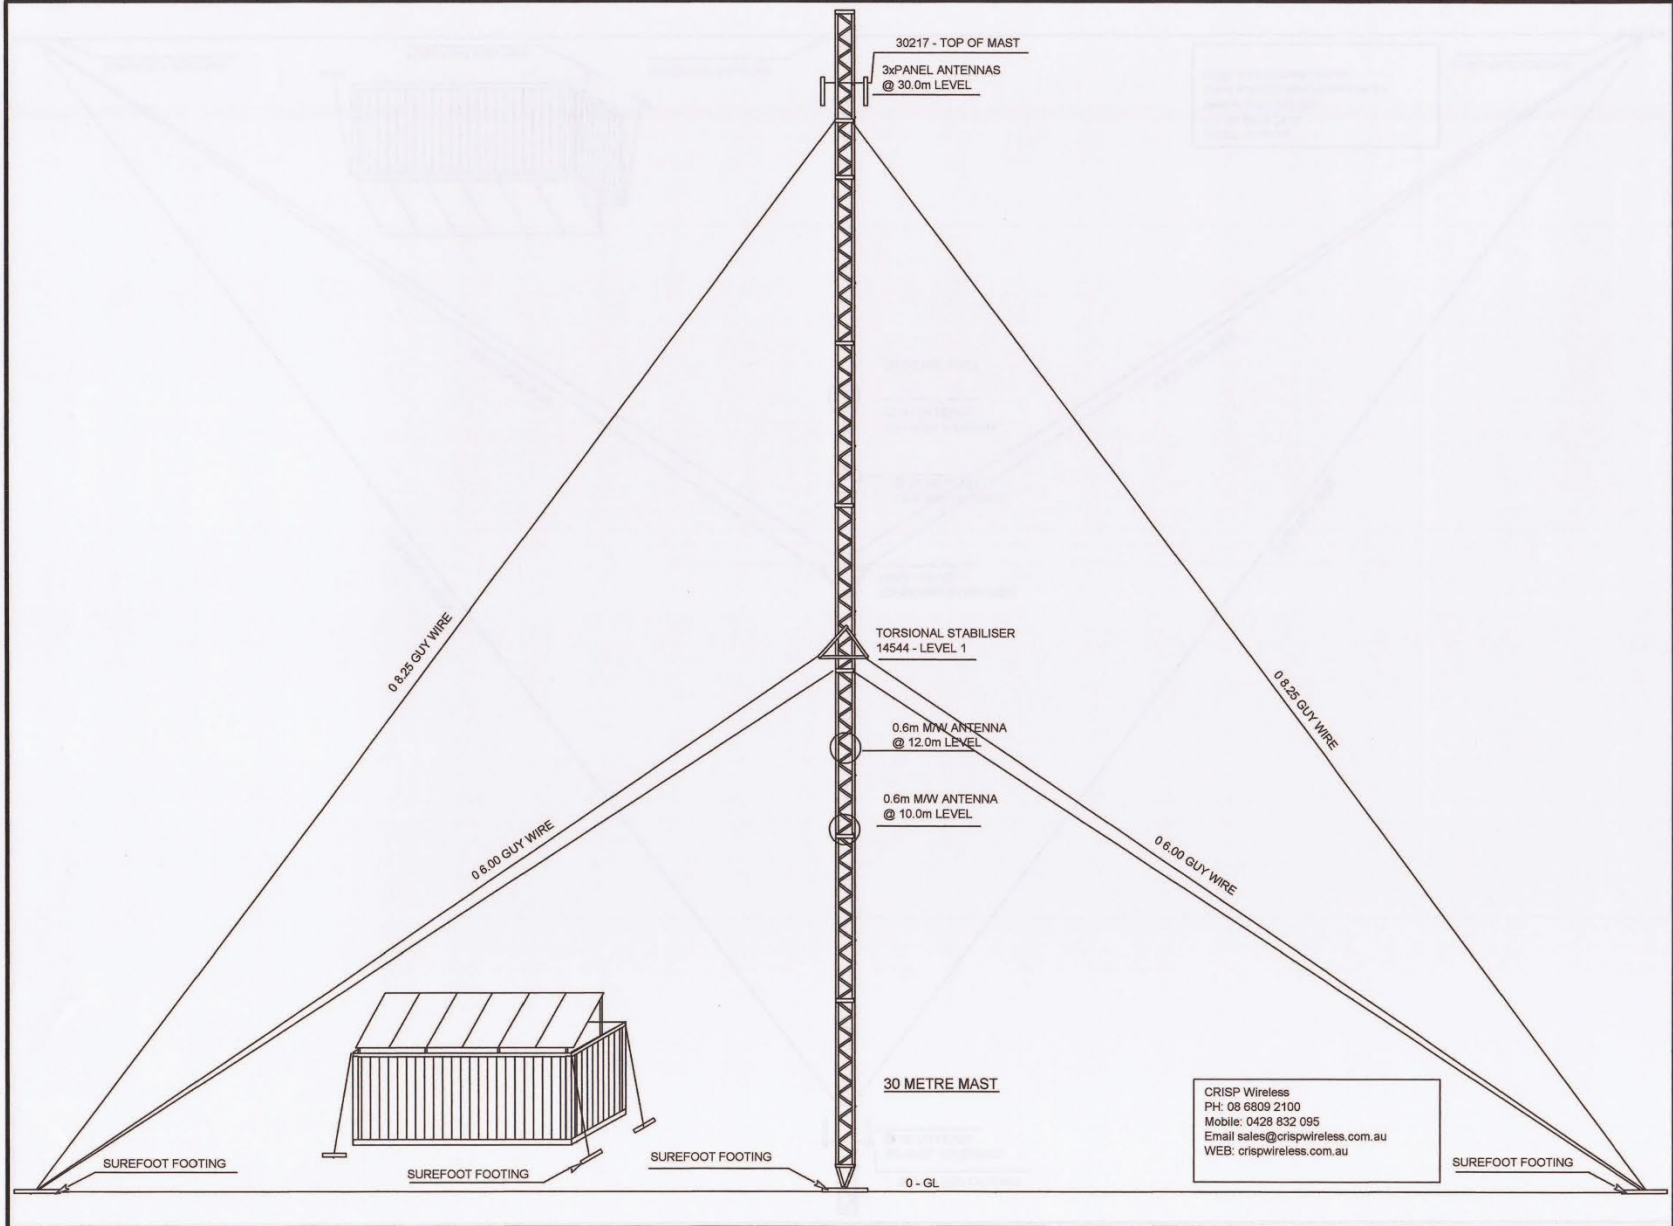 30217 - TOP OF MAST
3xPANEL ANTENNAS
@ 30.0m LEVEL
0 8.25 GUY WIRE
TORSIONAL STABILISER
14544 - LEVEL 1
0 8.25 GUY WIRE
0.6m M/W ANTENNA
@ 12.0m LEVEL
0.6m M/W ANTENNA
@ 10.0m LEVEL
0 6.00 GUY WIRE
0 6.00 GUY WIRE
30 METRE MAST
CRISP Wireless
PH: 08 6809 2100
Mobile: 0428 832 095
Email sales@crispwireless.com.au
WEB: crispwireless.com.au
SUREFOOT FOOTING
SUREFOOT FOOTING
SUREFOOT FOOTING
SUREFOOT FOOTING
0 - GL